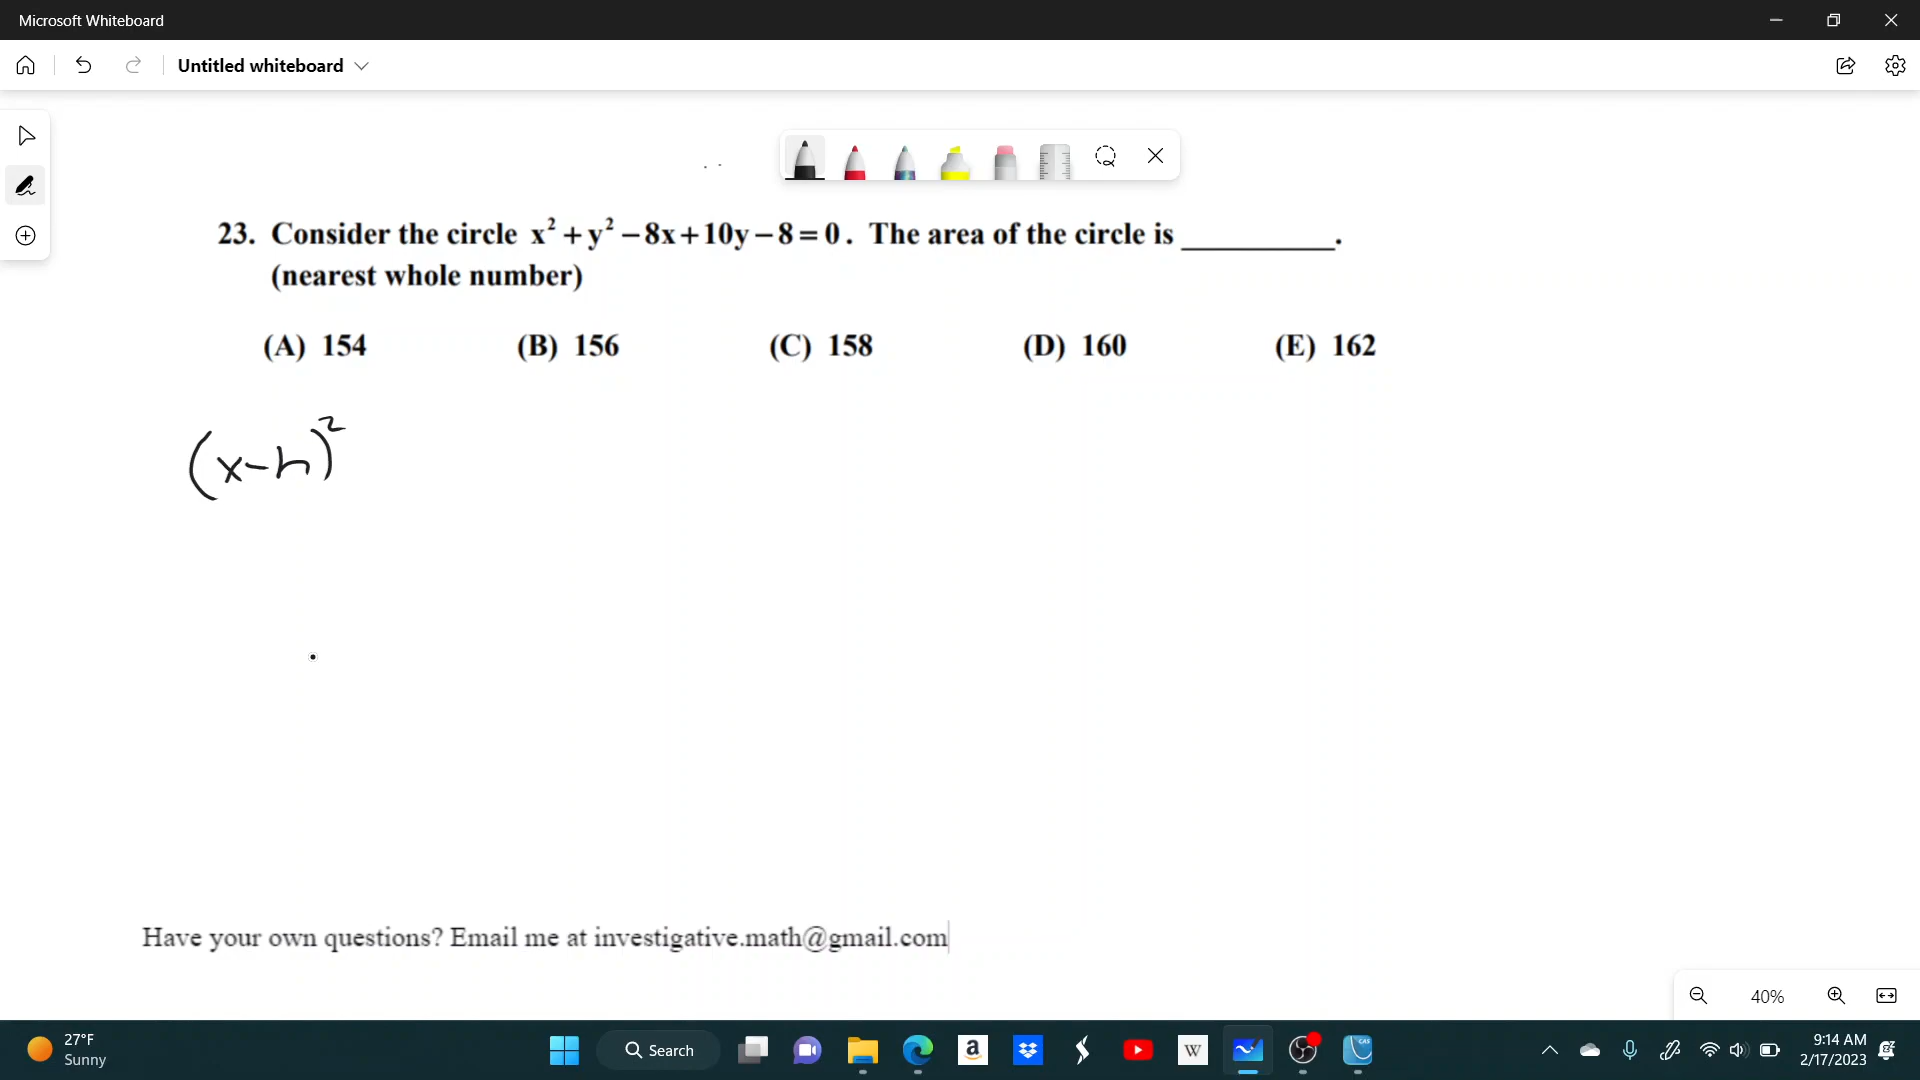 Microsoft Whiteboard
Untitled whiteboard
23. Consider the circle x² + y² − 8x + 10y − 8 = 0. The area of the circle is __________.
(nearest whole number)
(A) 154 (B) 156 (C) 158 (D) 160 (E) 162
(x-h)²
Have your own questions? Email me at investigative.math@gmail.com
40%
27°F
Sunny
Search
a
W
CAS
9:14 AM
2/17/2023